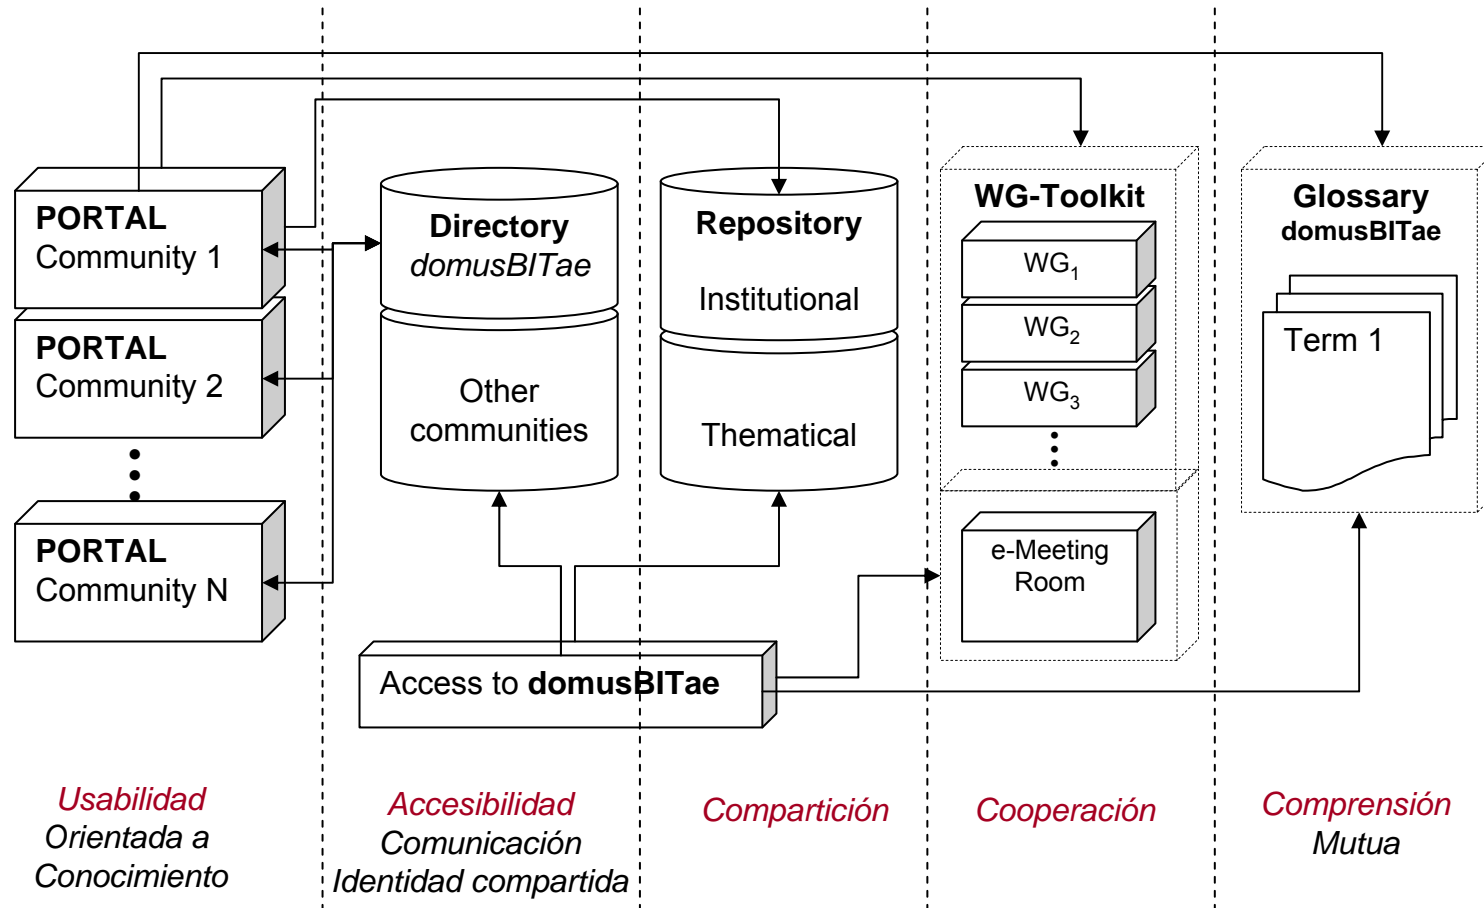 PORTAL
Community 1
PORTAL
Community 2
PORTAL
Community N
Directory
domusBITae
Other
communities
Repository
Institutional
Thematical
WG-Toolkit
WG1
WG2
WG3
e-Meeting
Room
Glossary
domusBITae
Term 1
Access to domusBITae
Usabilidad
Orientada a
Conocimiento
Accesibilidad
Comunicación
Identidad compartida
Compartición
Cooperación
Comprensión
Mutua